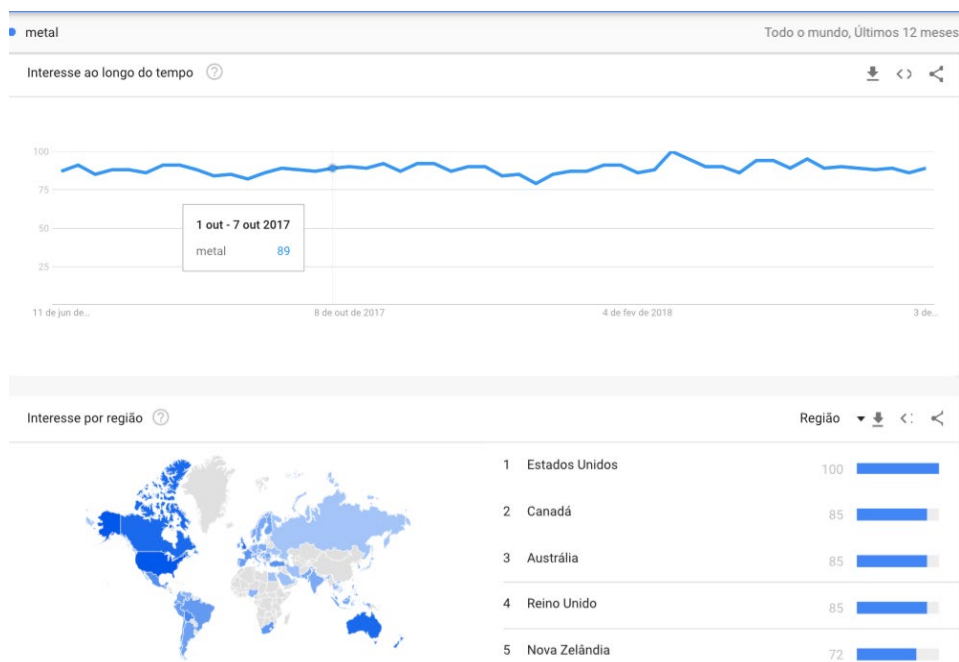 metal
Todo o mundo, Últimos 12 meses
Interesse ao longo do tempo
100
75
50
25
1 out - 7 out 2017
metal 89
11 de jun de...
8 de out de 2017
4 de fev de 2018
3 de...
Interesse por região
Região
1 Estados Unidos 100
2 Canadá 85
3 Austrália 85
4 Reino Unido 85
5 Nova Zelândia 72